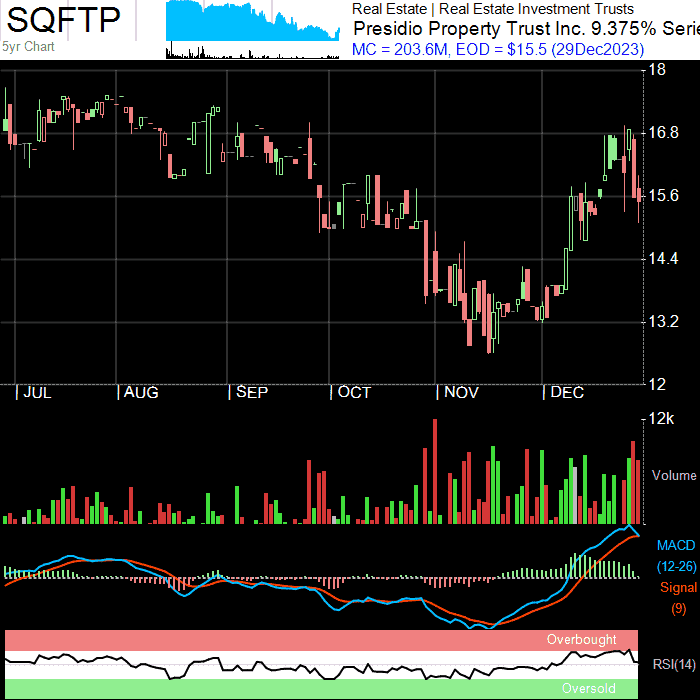 SQFTP
5yr Chart
Real Estate | Real Estate Investment Trusts
Presidio Property Trust Inc. 9.375% Serie
MC = 203.6M, EOD = $15.5 (29Dec2023)
18
16.8
15.6
14.4
13.2
12
| JUL | AUG | SEP | OCT | NOV | DEC
12k
Volume
MACD
(12-26)
Signal
(9)
Overbought
RSI(14)
Oversold